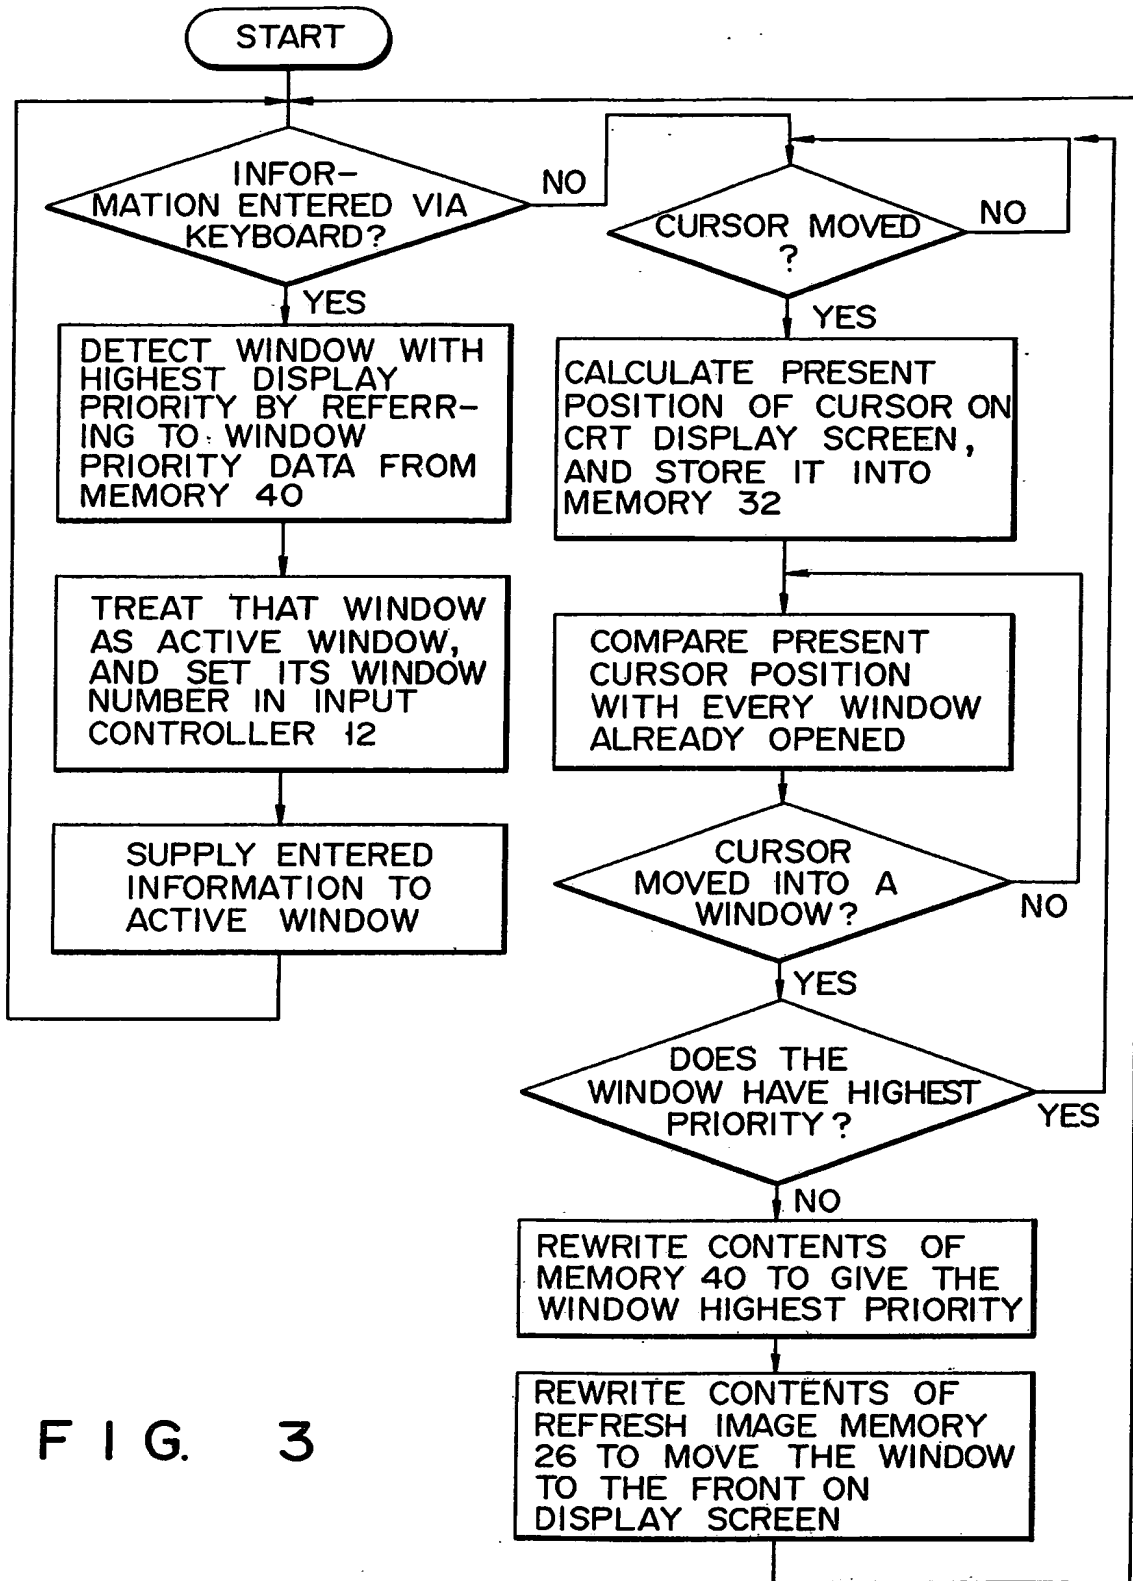 START
INFOR-
MATION ENTERED VIA
KEYBOARD?
NO
YES
DETECT WINDOW WITH
HIGHEST DISPLAY
PRIORITY BY REFERR-
ING TO WINDOW
PRIORITY DATA FROM
MEMORY 40
TREAT THAT WINDOW
AS ACTIVE WINDOW,
AND SET ITS WINDOW
NUMBER IN INPUT
CONTROLLER 12
SUPPLY ENTERED
INFORMATION TO
ACTIVE WINDOW
CURSOR MOVED
?
NO
YES
CALCULATE PRESENT
POSITION OF CURSOR ON
CRT DISPLAY SCREEN,
AND STORE IT INTO
MEMORY 32
COMPARE PRESENT
CURSOR POSITION
WITH EVERY WINDOW
ALREADY OPENED
CURSOR
MOVED INTO A
WINDOW?
NO
YES
DOES THE
WINDOW HAVE HIGHEST
PRIORITY?
YES
NO
REWRITE CONTENTS OF
MEMORY 40 TO GIVE THE
WINDOW HIGHEST PRIORITY
REWRITE CONTENTS OF
REFRESH IMAGE MEMORY
26 TO MOVE THE WINDOW
TO THE FRONT ON
DISPLAY SCREEN
FIG. 3